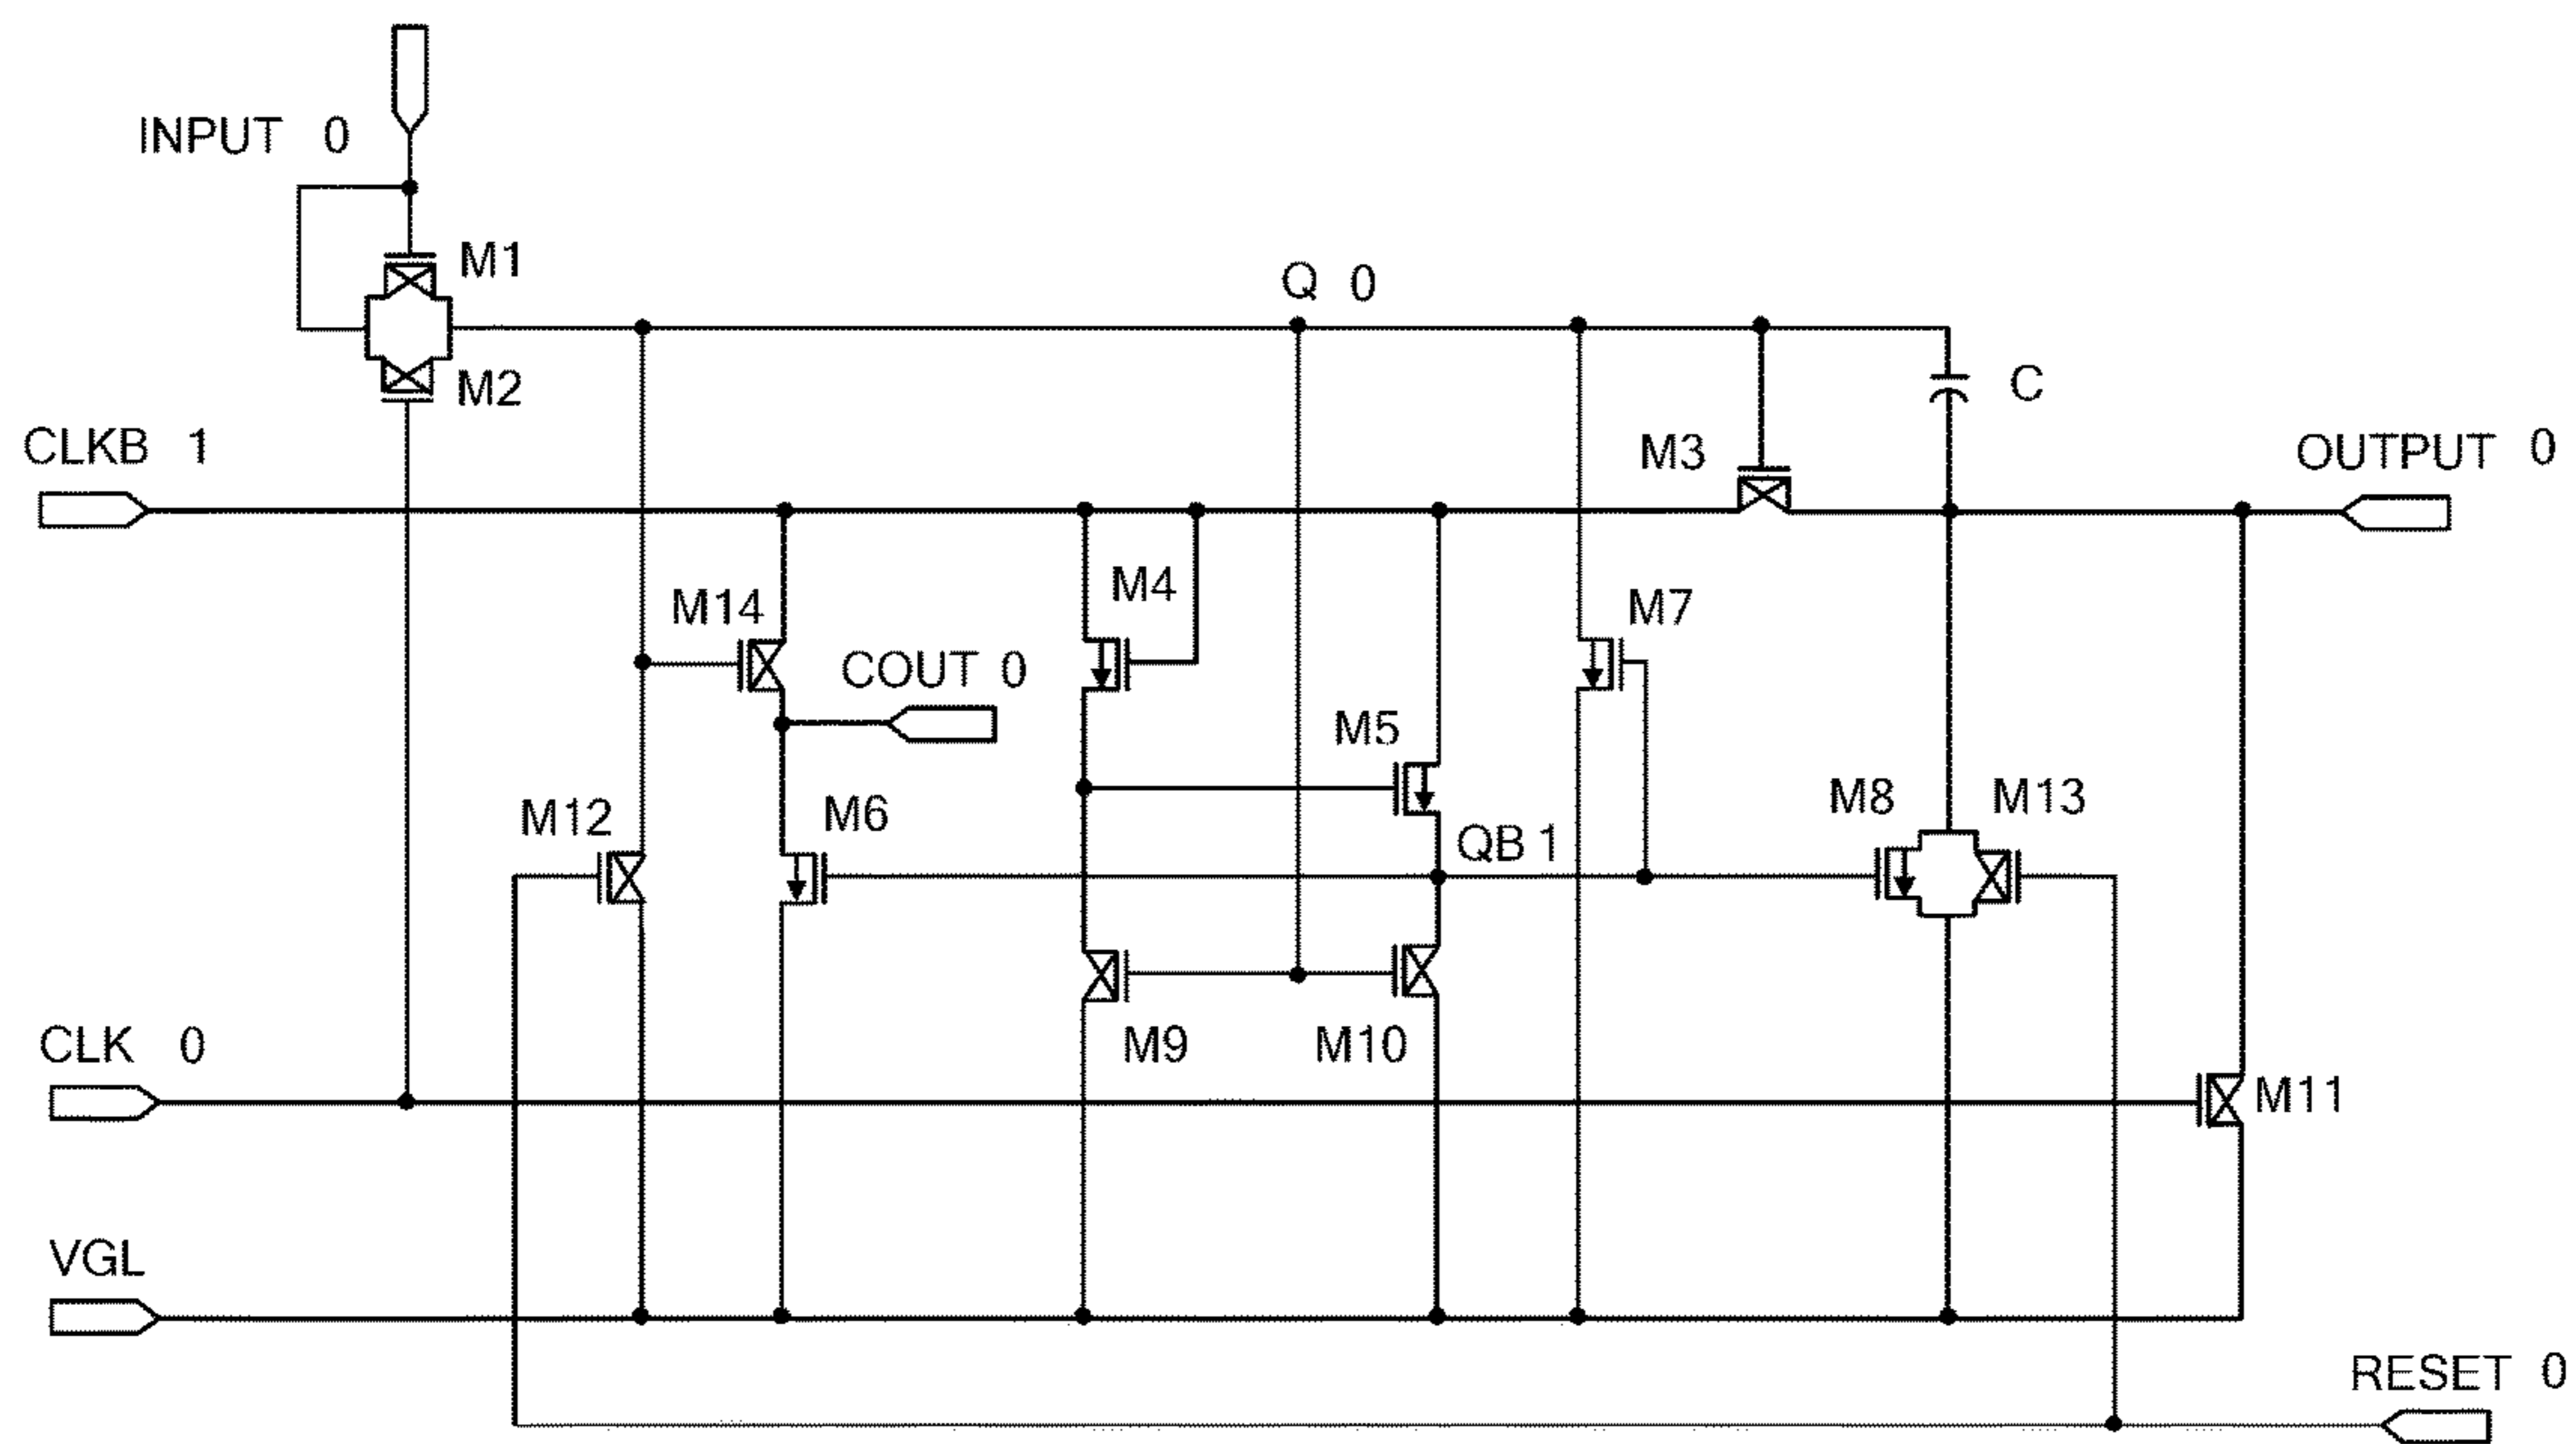 INPUT 0
M1
Q 0
M2
C
CLKB 1
M3
OUTPUT 0
M4
M14
M7
COUT 0
M5
M8
M13
M12
M6
QB 1
CLK 0
M9
M10
M11
VGL
RESET 0